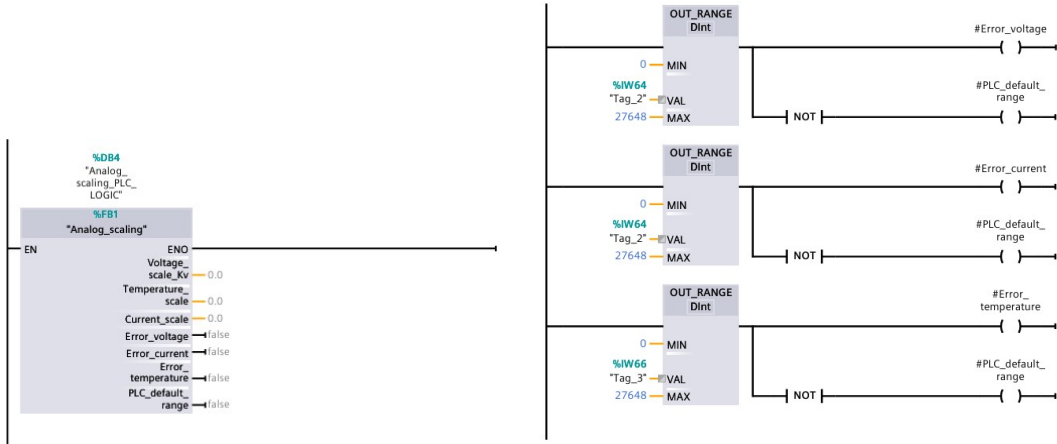 %DB4
"Analog_
scaling_PLC_
LOGIC"
%FB1
"Analog_scaling"
EN
ENO
Voltage_
scale_Kv
0.0
Temperature_
scale
0.0
Current_scale
0.0
Error_voltage
false
Error_current
false
Error_
temperature
false
PLC_default_
range
false
OUT_RANGE
DInt
#Error_voltage
0
MIN
%IW64
"Tag_2"
VAL
27648
MAX
#PLC_default_
range
NOT
OUT_RANGE
DInt
#Error_current
0
MIN
%IW64
"Tag_2"
VAL
27648
MAX
#PLC_default_
range
NOT
OUT_RANGE
DInt
#Error_
temperature
0
MIN
%IW66
"Tag_3"
VAL
27648
MAX
#PLC_default_
range
NOT